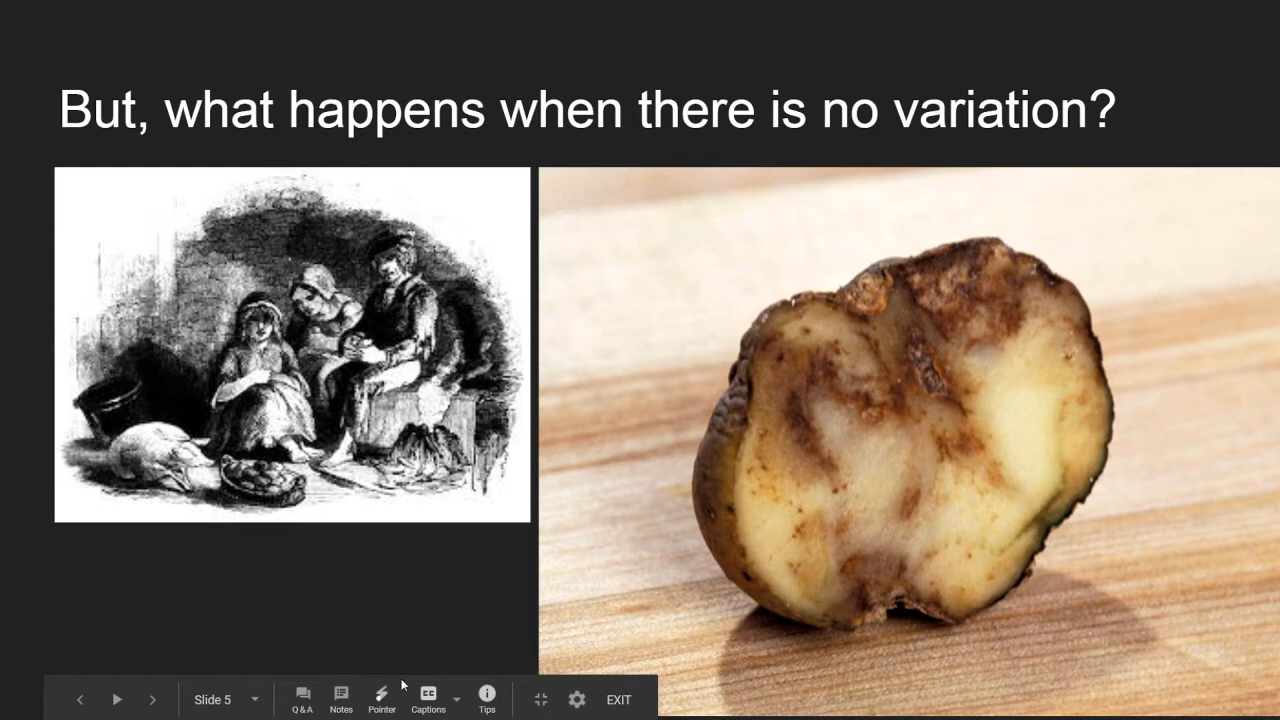 But, what happens when there is no variation?
Slide 5
Q & A
Notes
Pointer
Captions
Tips
EXIT